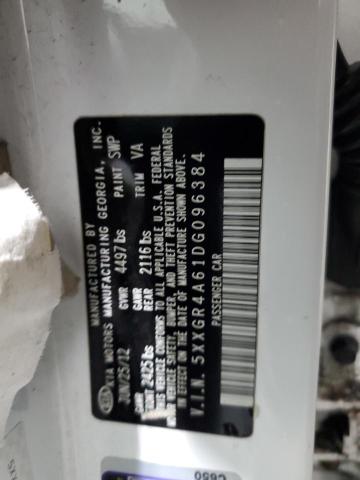 MANUFACTURED BY
KIA MOTORS MANUFACTURING GEORGIA, INC.
JUN/25/12 PAINT SWP
GVWR 4497 lbs TRIM VA
GAWR FRONT 2425 lbs GAWR REAR 2116 lbs
THIS VEHICLE CONFORMS TO ALL APPLICABLE U.S.A. FEDERAL
MOTOR VEHICLE SAFETY, BUMPER, AND THEFT PREVENTION STANDARDS
IN EFFECT ON THE DATE OF MANUFACTURE SHOWN ABOVE.
V.I.N. 5XXGR4A61DG096384
PASSENGER CAR
C650